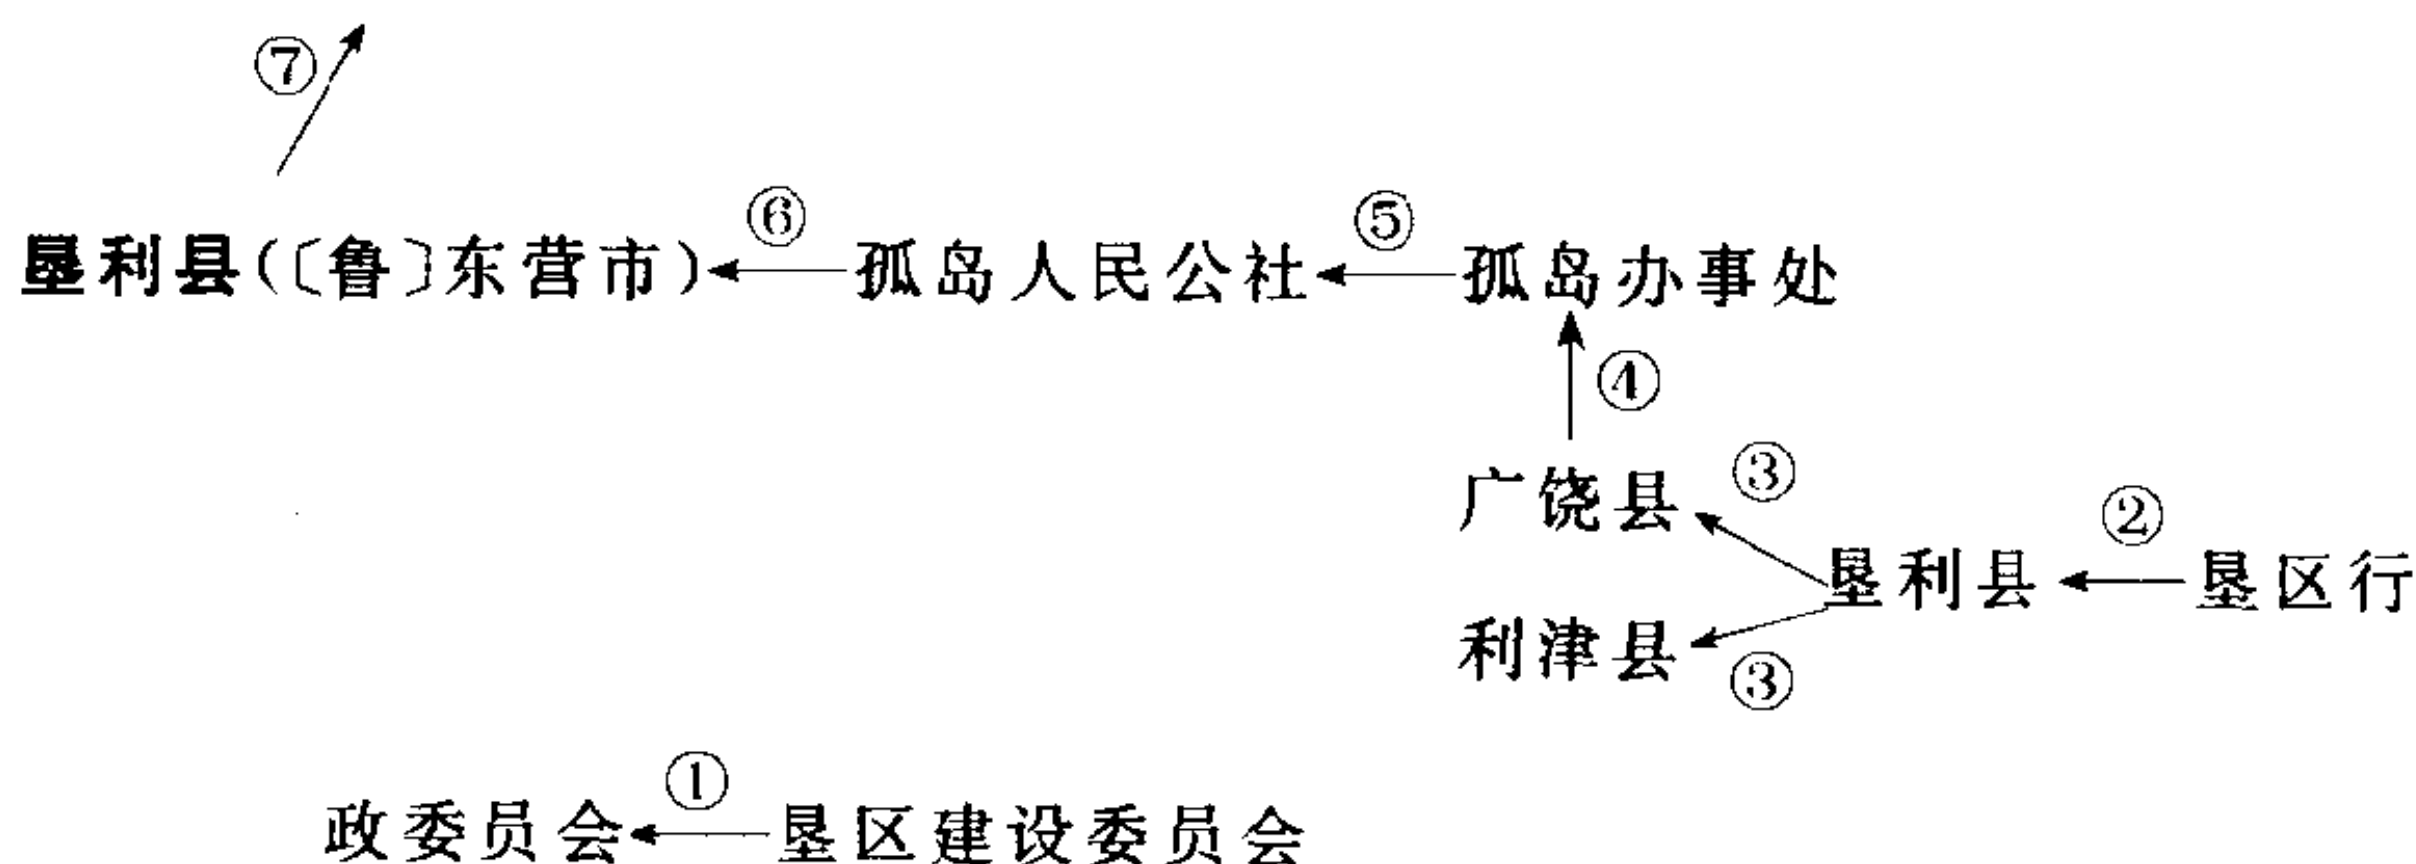 ⑦
垦利县(〔鲁〕东营市) ⑥ 孤岛人民公社 ⑤ 孤岛办事处
④
广饶县 ③
垦利县 ② 垦区行
利津县 ③
政委员会 ① 垦区建设委员会